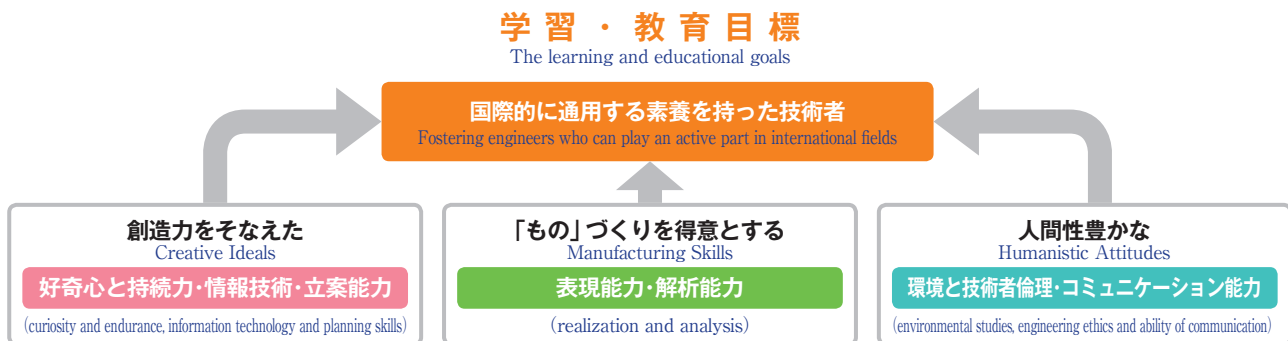 学習・教育目標
The learning and educational goals
国際的に通用する素養を持った技術者
Fostering engineers who can play an active part in international fields
創造力をそなえた
Creative Ideals
好奇心と持続力・情報技術・立案能力
(curiosity and endurance, information technology and planning skills)
「もの」づくりを得意とする
Manufacturing Skills
表現能力・解析能力
(realization and analysis)
人間性豊かな
Humanistic Attitudes
環境と技術者倫理・コミュニケーション能力
(environmental studies, engineering ethics and ability of communication)